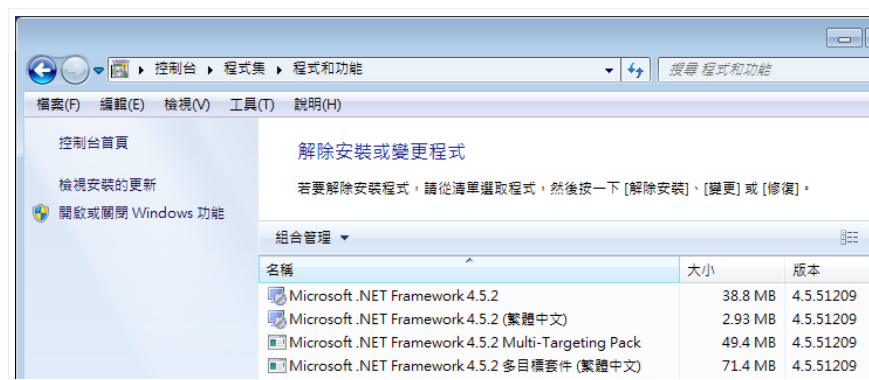 控制台 ▸ 程式集 ▸ 程式和功能
搜尋 程式和功能
檔案(F) 編輯(E) 檢視(V) 工具(T) 說明(H)
控制台首頁
檢視安裝的更新
開啟或關閉 Windows 功能
解除安裝或變更程式
若要解除安裝程式，請從清單選取程式，然後按一下 [解除安裝]、[變更] 或 [修復]。
組合管理
名稱 大小 版本
Microsoft .NET Framework 4.5.2 38.8 MB 4.5.51209
Microsoft .NET Framework 4.5.2 (繁體中文) 2.93 MB 4.5.51209
Microsoft .NET Framework 4.5.2 Multi-Targeting Pack 49.4 MB 4.5.51209
Microsoft .NET Framework 4.5.2 多目標套件 (繁體中文) 71.4 MB 4.5.51209